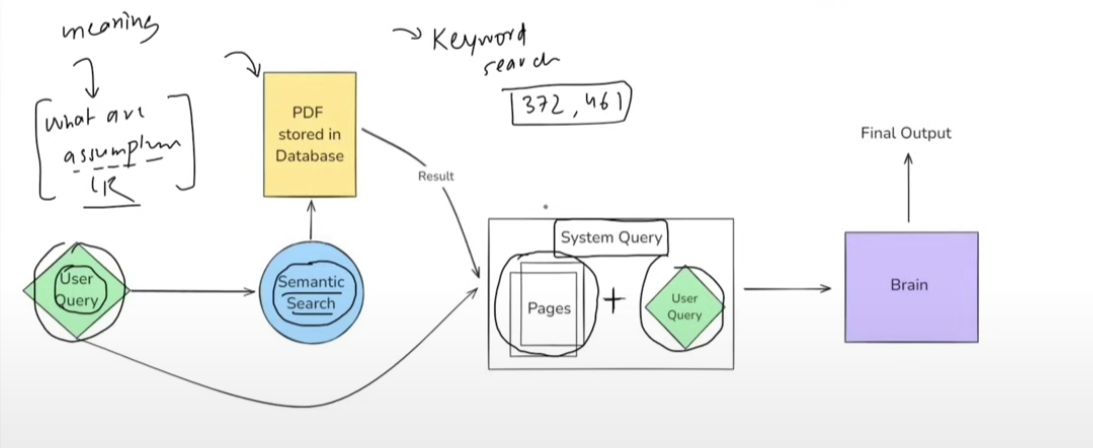 meaning
what are
assumption
LR
PDF
stored in
Database
Keyword
search
372, 461
Result
Final Output
User
Query
Semantic
Search
System Query
Pages
+
User
Query
Brain